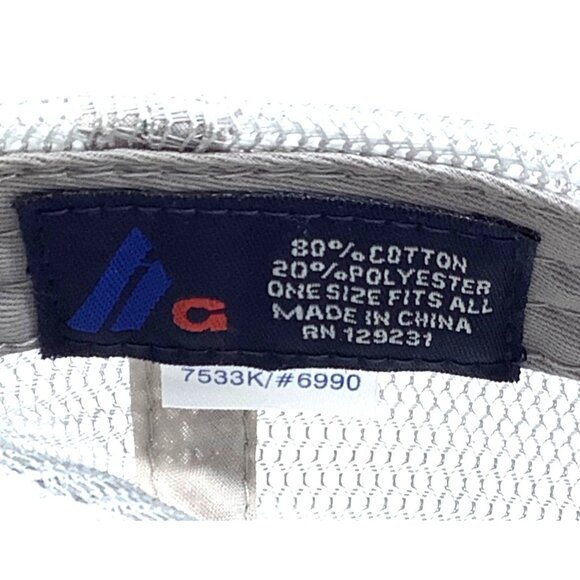 G
80% COTTON
20% POLYESTER
ONE SIZE FITS ALL
MADE IN CHINA
RN 129231
7533K/#6990